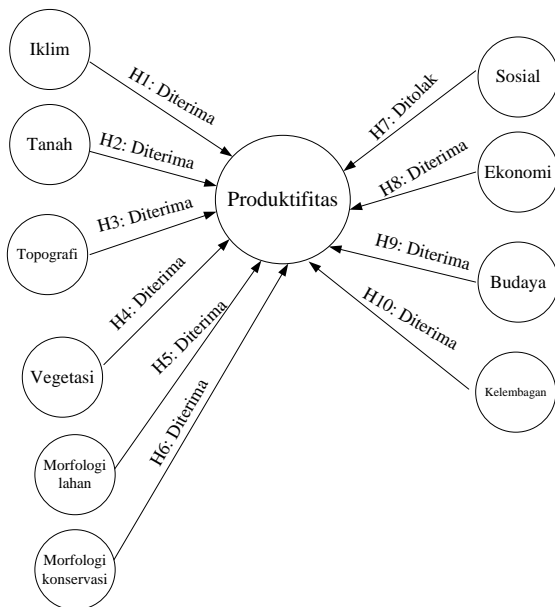 Iklim
H1: Diterima
Tanah
H2: Diterima
Topografi
H3: Diterima
Vegetasi
H4: Diterima
Morfologi
lahan
H5: Diterima
Morfologi
konservasi
H6: Diterima
Produktifitas
Sosial
H7: Ditolak
Ekonomi
H8: Diterima
Budaya
H9: Diterima
Kelembagan
H10: Diterima